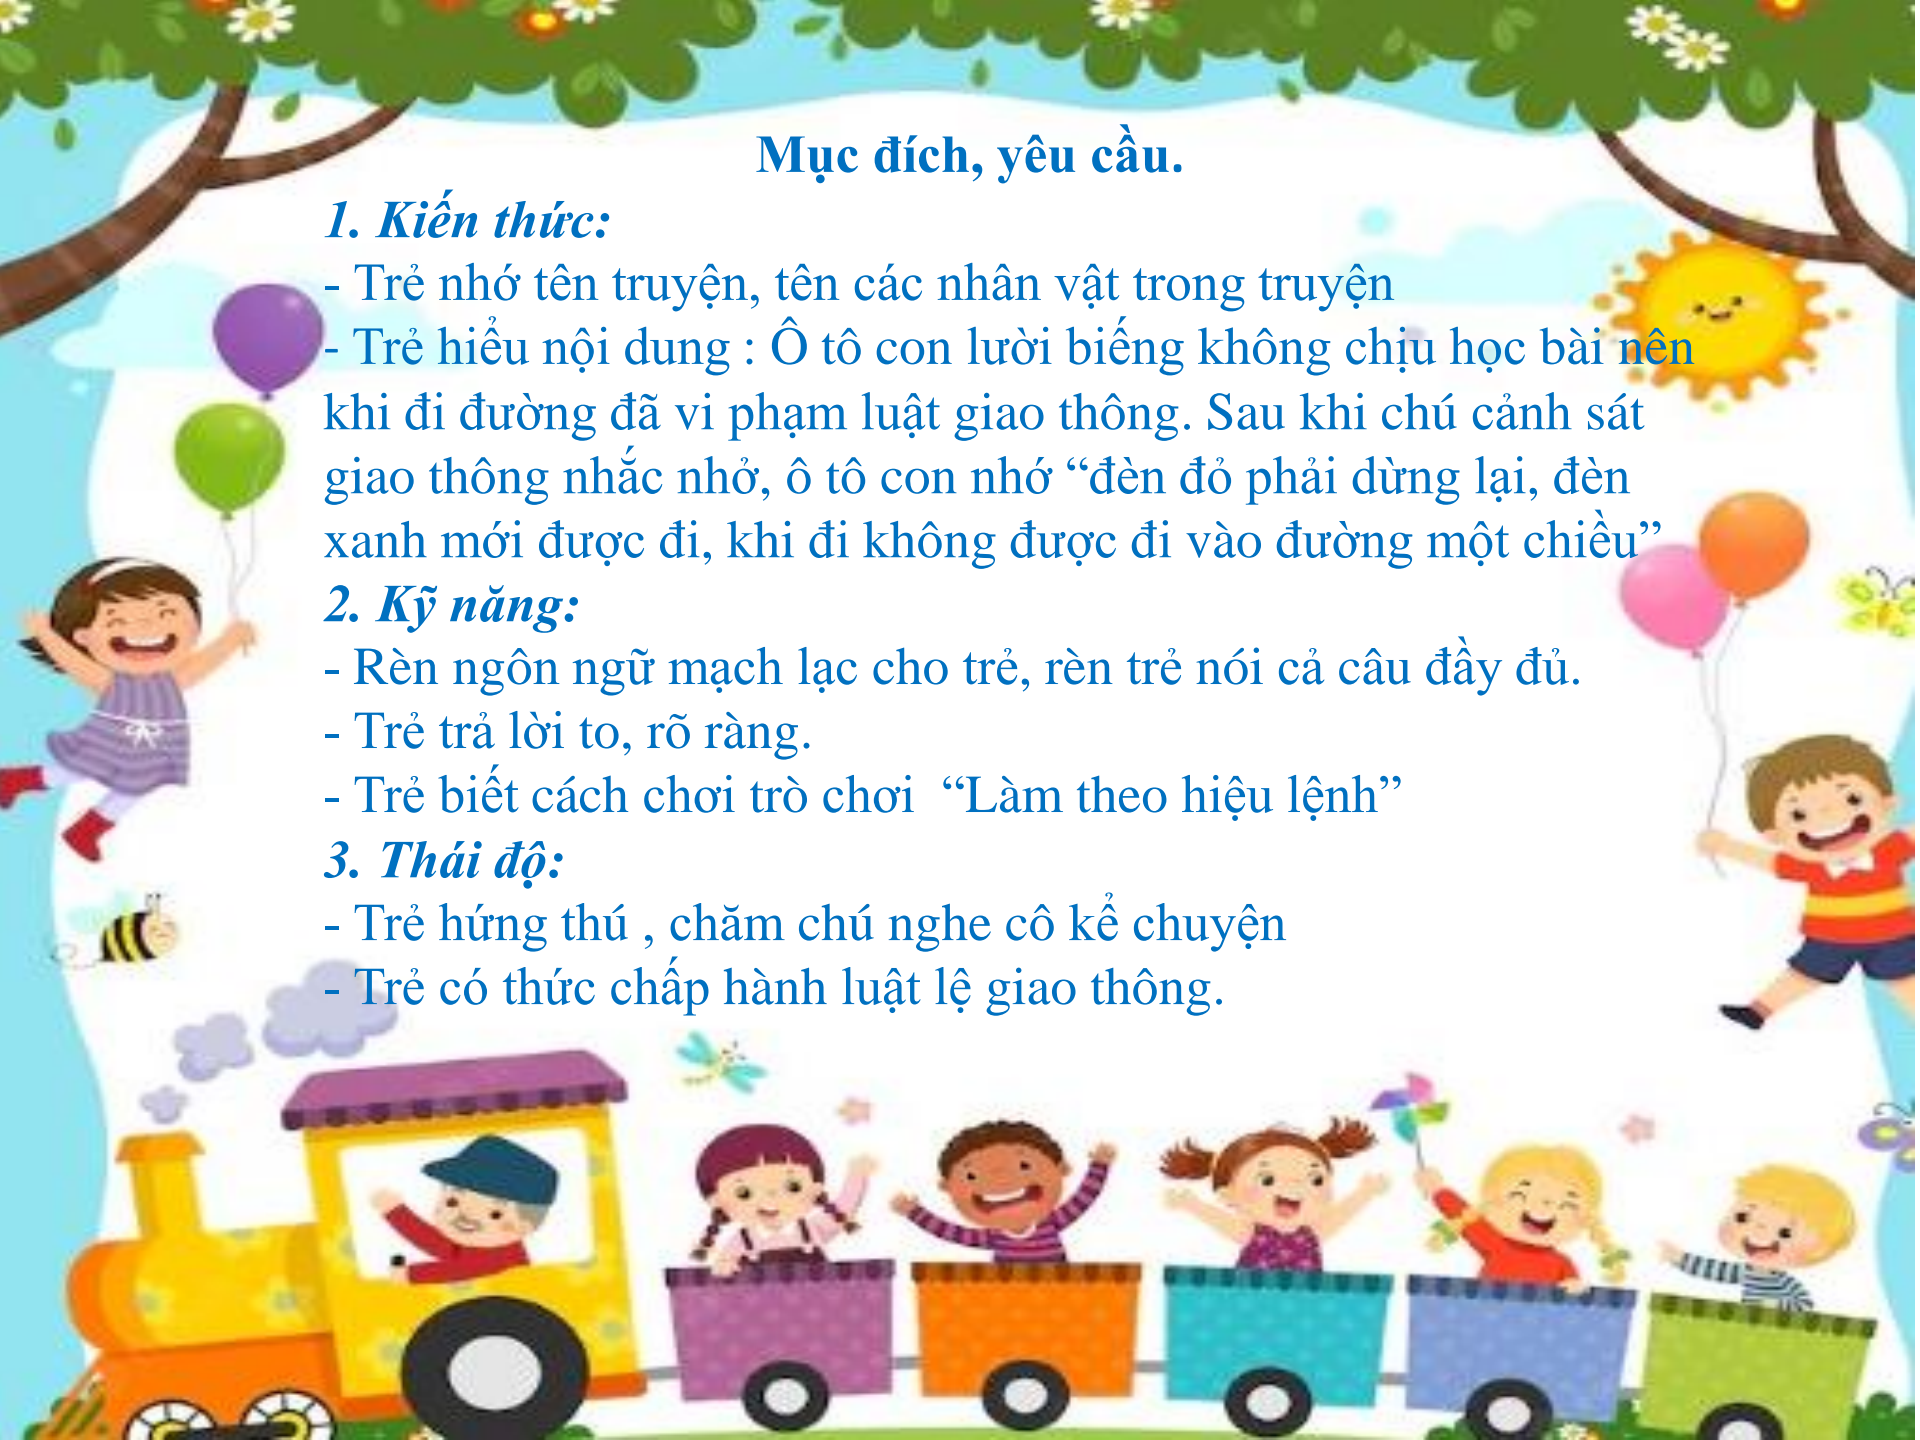 Mục đích, yêu cầu.
1. Kiến thức:
- Trẻ nhớ tên truyện, tên các nhân vật trong truyện
- Trẻ hiểu nội dung : Ô tô con lười biếng không chịu học bài nên
khi đi đường đã vi phạm luật giao thông. Sau khi chú cảnh sát
giao thông nhắc nhở, ô tô con nhớ “đèn đỏ phải dừng lại, đèn
xanh mới được đi, khi đi không được đi vào đường một chiều”
2. Kỹ năng:
- Rèn ngôn ngữ mạch lạc cho trẻ, rèn trẻ nói cả câu đầy đủ.
- Trẻ trả lời to, rõ ràng.
- Trẻ biết cách chơi trò chơi  “Làm theo hiệu lệnh”
3. Thái độ:
- Trẻ hứng thú , chăm chú nghe cô kể chuyện
- Trẻ có thức chấp hành luật lệ giao thông.